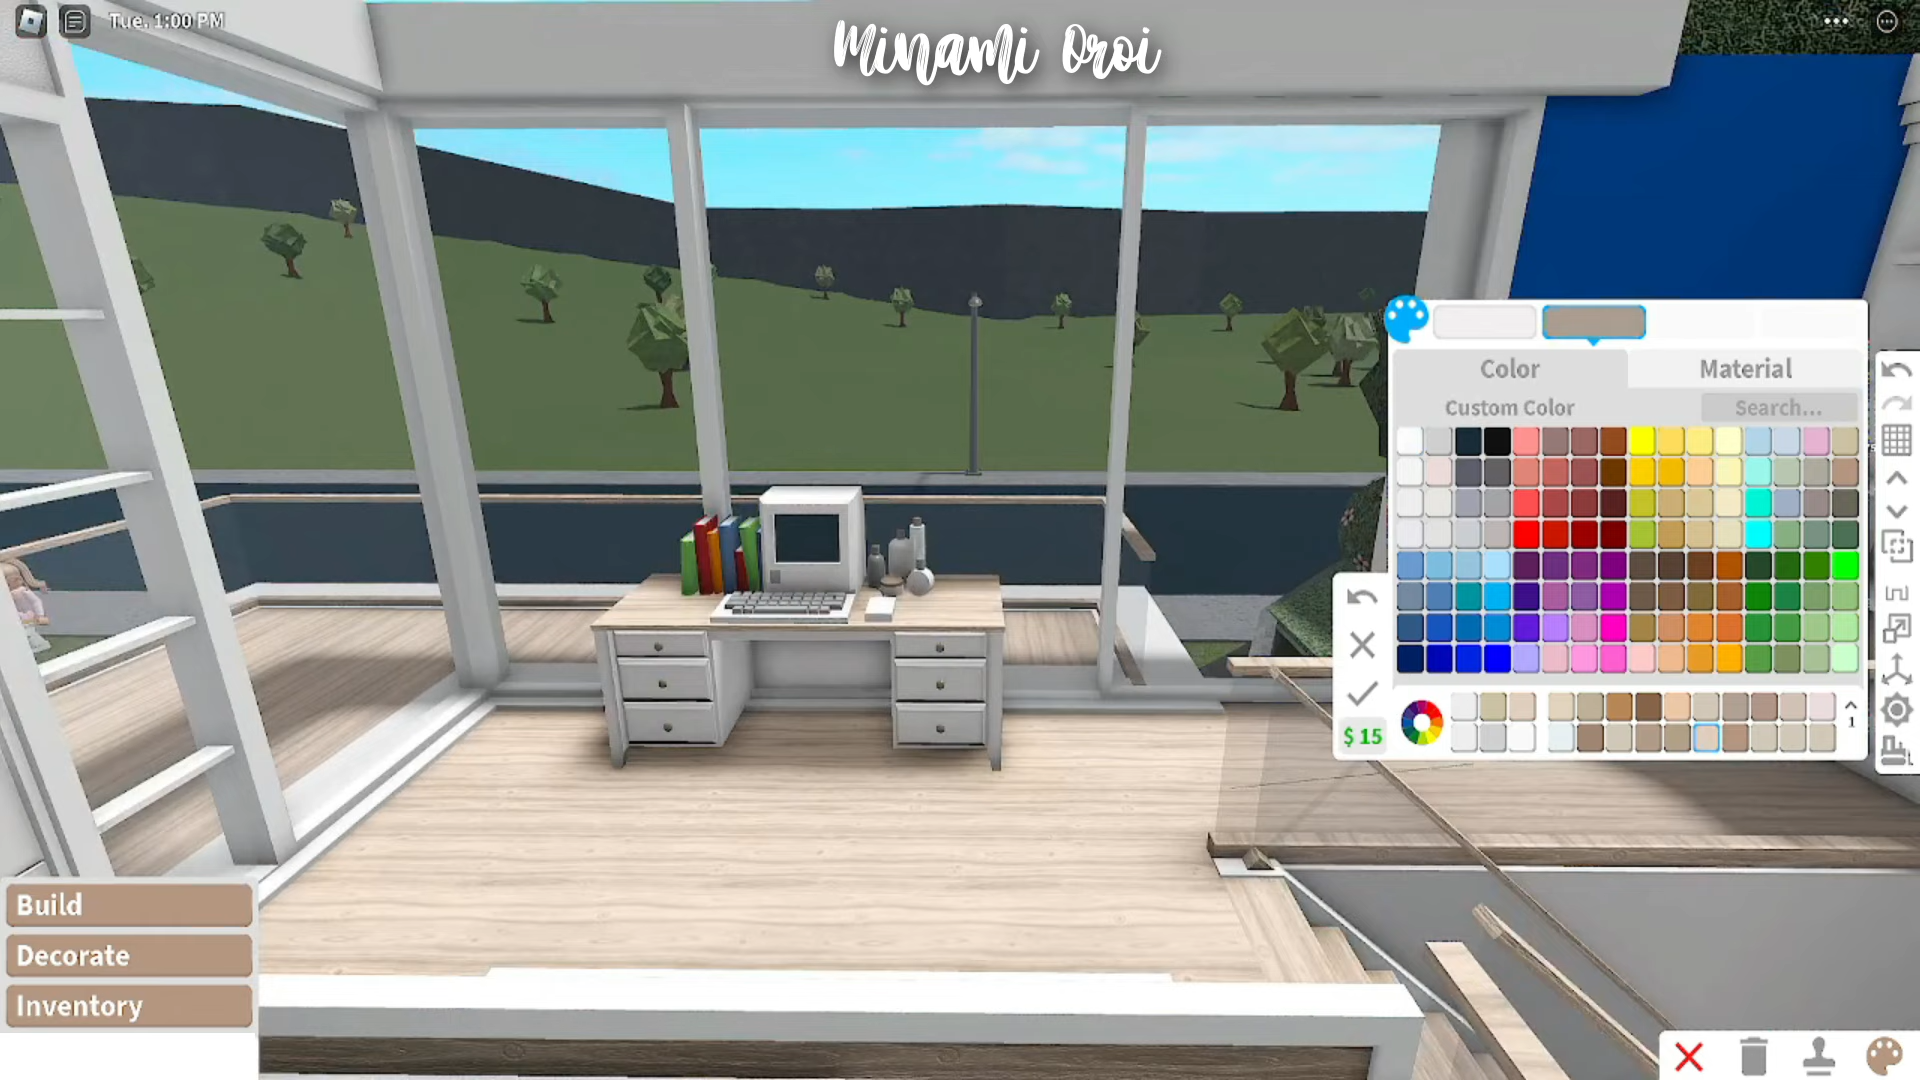 Tue. 1:00 PM
Minami Oroi
Color
Material
Custom Color
Search...
$ 15
1
Build
Decorate
Inventory